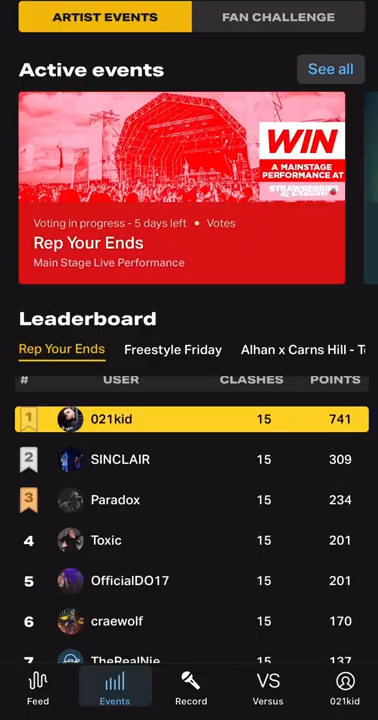 ARTIST EVENTS FAN CHALLENGE
Active events See all
WIN
A MAINSTAGE
PERFORMANCE AT
STRAWBERRIES
Voting in progress - 5 days left • Votes
Rep Your Ends
Main Stage Live Performance
Leaderboard
Rep Your Ends Freestyle Friday Alhan x Carns Hill - T
# USER CLASHES POINTS
1 021kid 15 741
2 SINCLAIR 15 309
3 Paradox 15 234
4 Toxic 15 201
5 OfficialDO17 15 201
6 craewolf 15 170
7 TheRealNie 15 137
Feed Events Record VS Versus 021kid